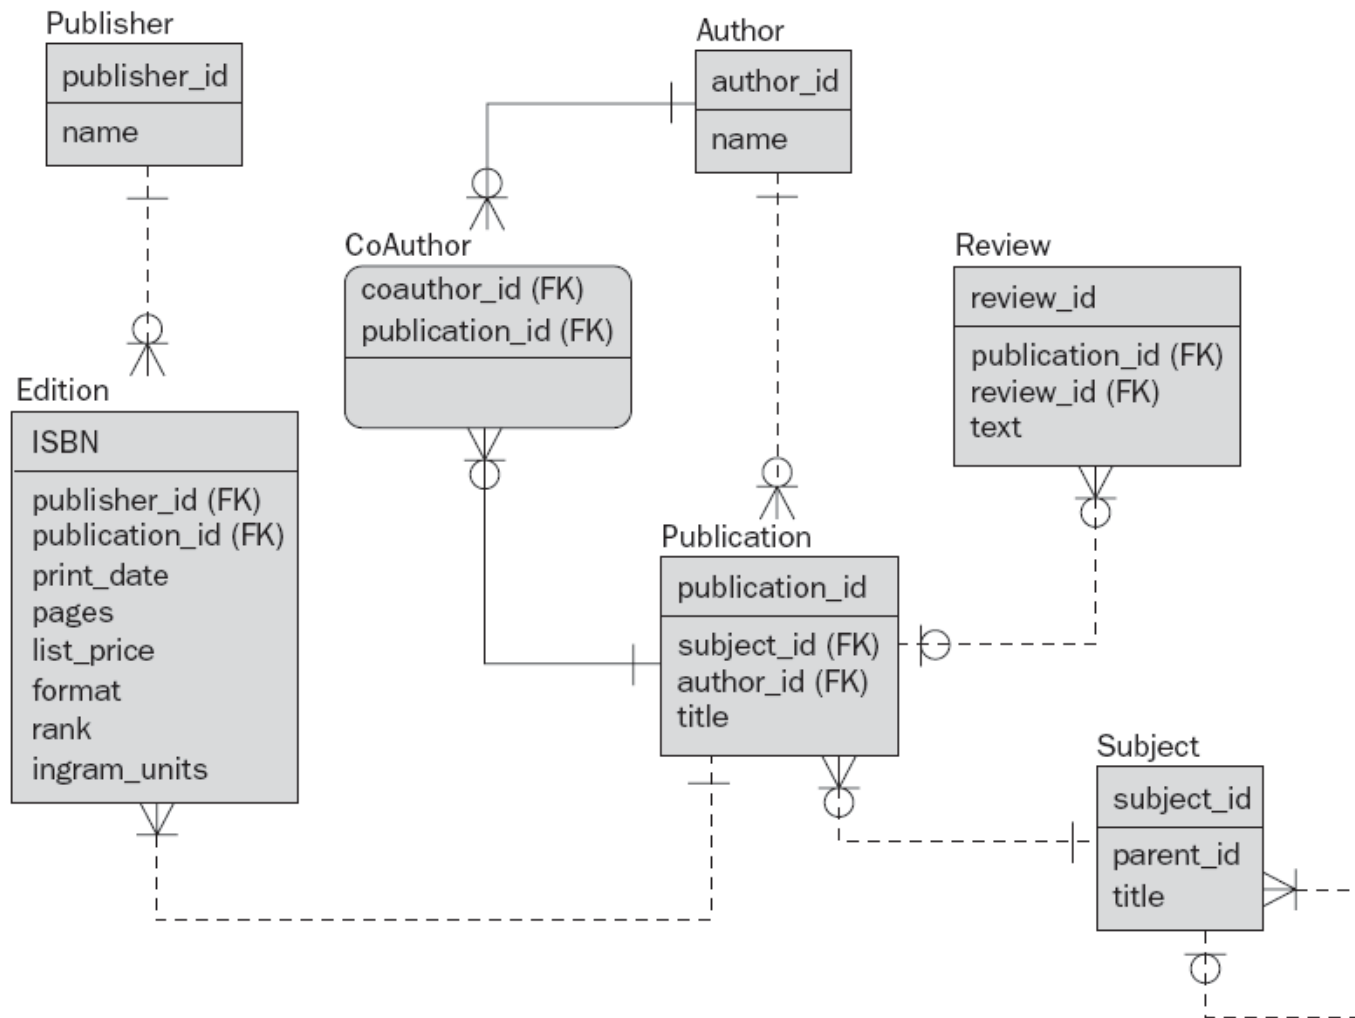 Publisher
publisher_id
name
Author
author_id
name
CoAuthor
coauthor_id (FK)
publication_id (FK)
Review
review_id
publication_id (FK)
review_id (FK)
text
Edition
ISBN
publisher_id (FK)
publication_id (FK)
print_date
pages
list_price
format
rank
ingram_units
Publication
publication_id
subject_id (FK)
author_id (FK)
title
Subject
subject_id
parent_id
title